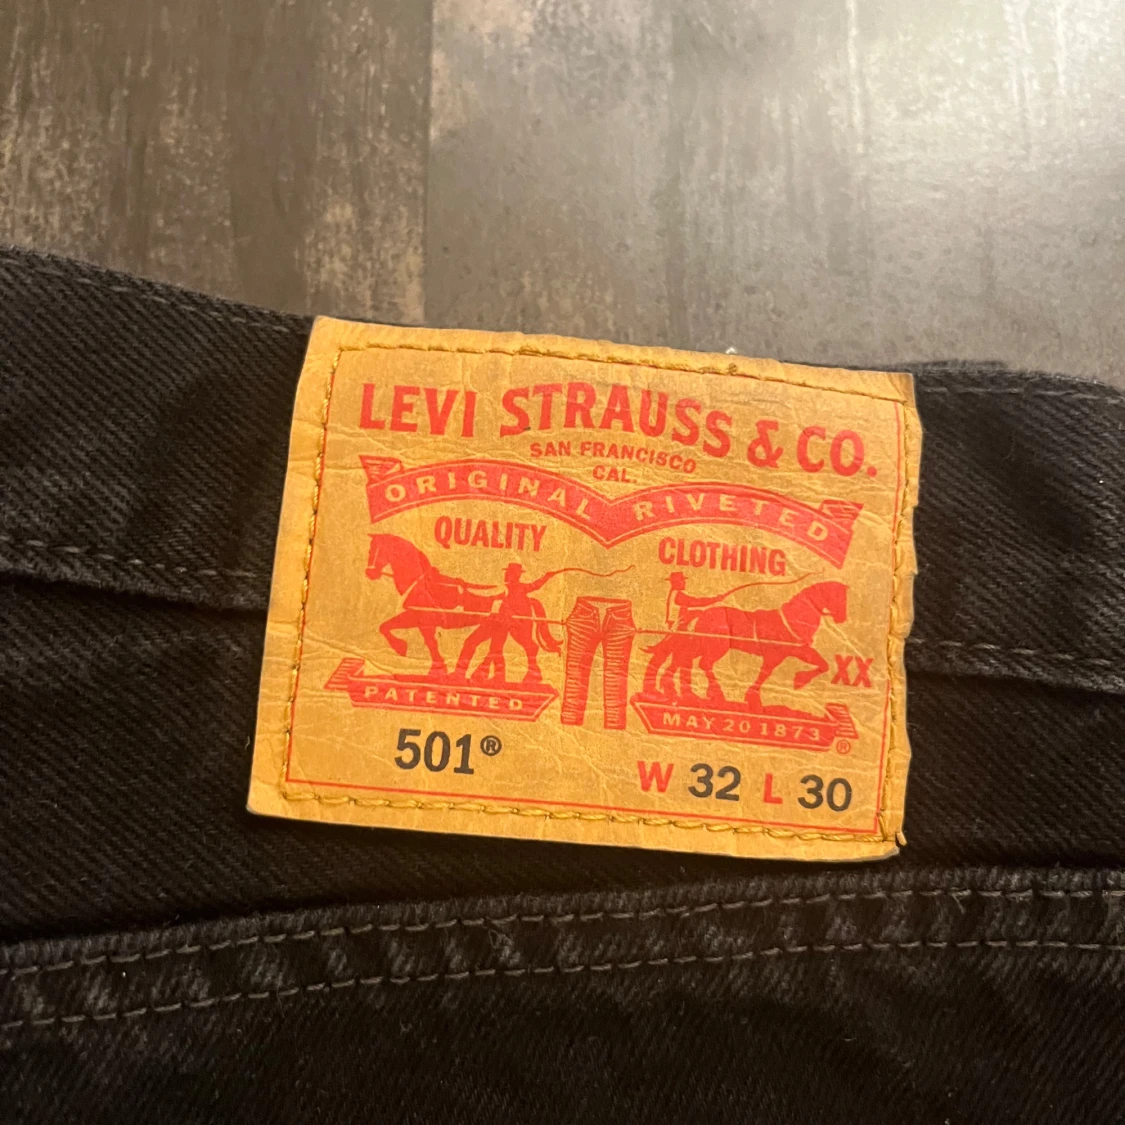 LEVI STRAUSS & CO.
SAN FRANCISCO
CAL.
ORIGINAL RIVETED
QUALITY CLOTHING
XX
PATENTED MAY 20 1873 ®
501® W 32 L 30